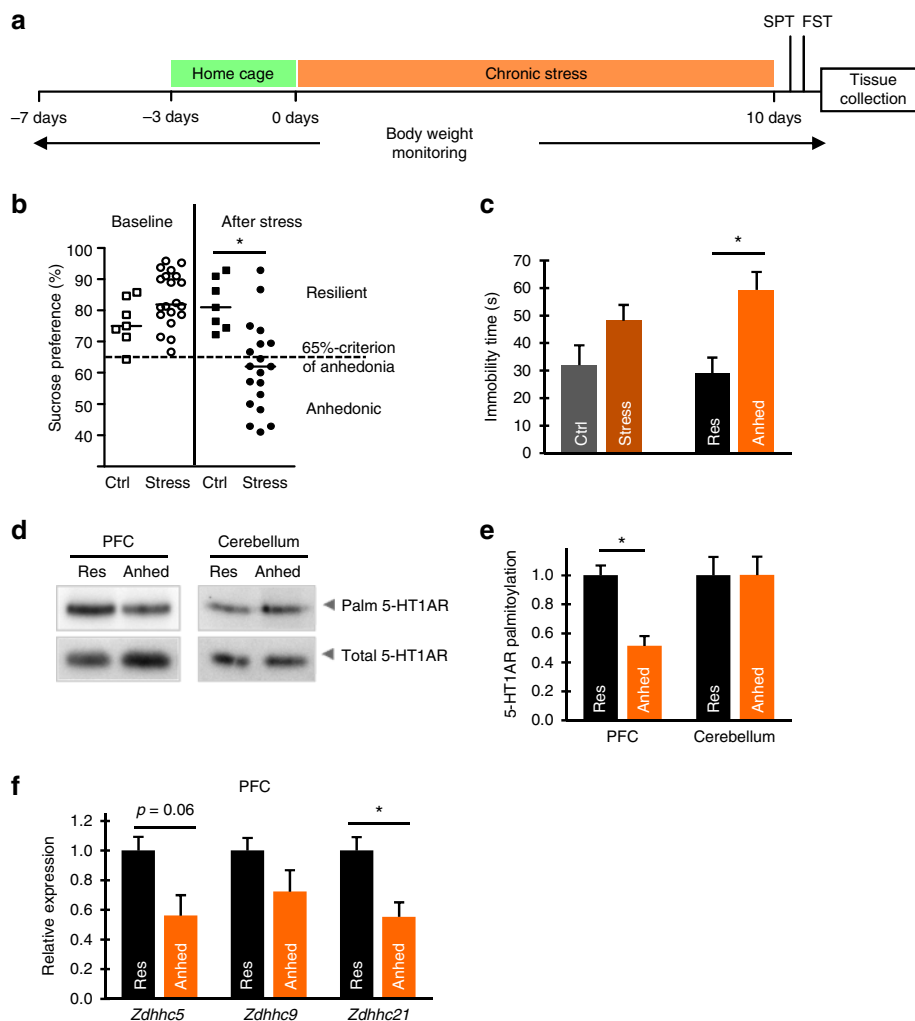 a
SPT FST
Home cage
Chronic stress
Tissue
collection
–7 days
–3 days
0 days
10 days
Body weight
monitoring
b
Baseline
After stress
*
Sucrose preference (%)
100
90
80
70
60
50
40
Resilient
65%-criterion
of anhedonia
Anhedonic
Ctrl
Stress
Ctrl
Stress
c
*
Immobility time (s)
70
60
50
40
30
20
10
0
Ctrl
Stress
Res
Anhed
d
PFC
Cerebellum
Res
Anhed
Res
Anhed
Palm 5-HT1AR
Total 5-HT1AR
e
*
5-HT1AR palmitoylation
1.0
0.8
0.6
0.4
0.2
0.0
Res
Anhed
Res
Anhed
PFC
Cerebellum
f
PFC
p = 0.06
*
Relative expression
1.2
1.0
0.8
0.6
0.4
0.2
0.0
Res
Anhed
Res
Anhed
Res
Anhed
Zdhhc5
Zdhhc9
Zdhhc21